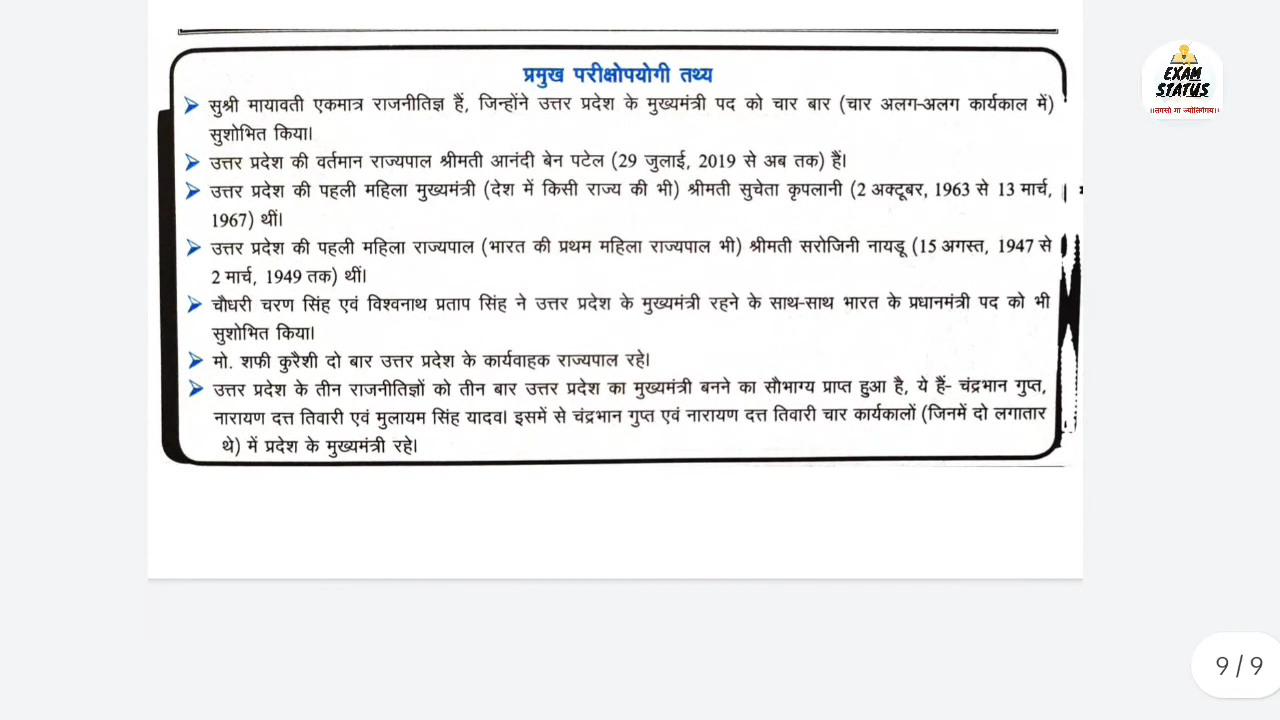 प्रमुख परीक्षोपयोगी तथ्य
सुश्री मायावती एकमात्र राजनीतिज्ञ हैं, जिन्होंने उत्तर प्रदेश के मुख्यमंत्री पद को चार बार (चार अलग-अलग कार्यकाल में)
सुशोभित किया।
उत्तर प्रदेश की वर्तमान राज्यपाल श्रीमती आनंदी बेन पटेल (29 जुलाई, 2019 से अब तक) हैं।
उत्तर प्रदेश की पहली महिला मुख्यमंत्री (देश में किसी राज्य की भी) श्रीमती सुचेता कृपलानी (2 अक्टूबर, 1963 से 13 मार्च,
1967) थीं।
उत्तर प्रदेश की पहली महिला राज्यपाल (भारत की प्रथम महिला राज्यपाल भी) श्रीमती सरोजिनी नायडू (15 अगस्त, 1947 से
2 मार्च, 1949 तक) थीं।
चौधरी चरण सिंह एवं विश्वनाथ प्रताप सिंह ने उत्तर प्रदेश के मुख्यमंत्री रहने के साथ-साथ भारत के प्रधानमंत्री पद को भी
सुशोभित किया।
मो. शफी कुरैशी दो बार उत्तर प्रदेश के कार्यवाहक राज्यपाल रहे।
उत्तर प्रदेश के तीन राजनीतिज्ञों को तीन बार उत्तर प्रदेश का मुख्यमंत्री बनने का सौभाग्य प्राप्त हुआ है, ये हैं- चंद्रभान गुप्त,
नारायण दत्त तिवारी एवं मुलायम सिंह यादव। इसमें से चंद्रभान गुप्त एवं नारायण दत्त तिवारी चार कार्यकालों (जिनमें दो लगातार
थे) में प्रदेश के मुख्यमंत्री रहे।
EXAM
STATUS
9 / 9